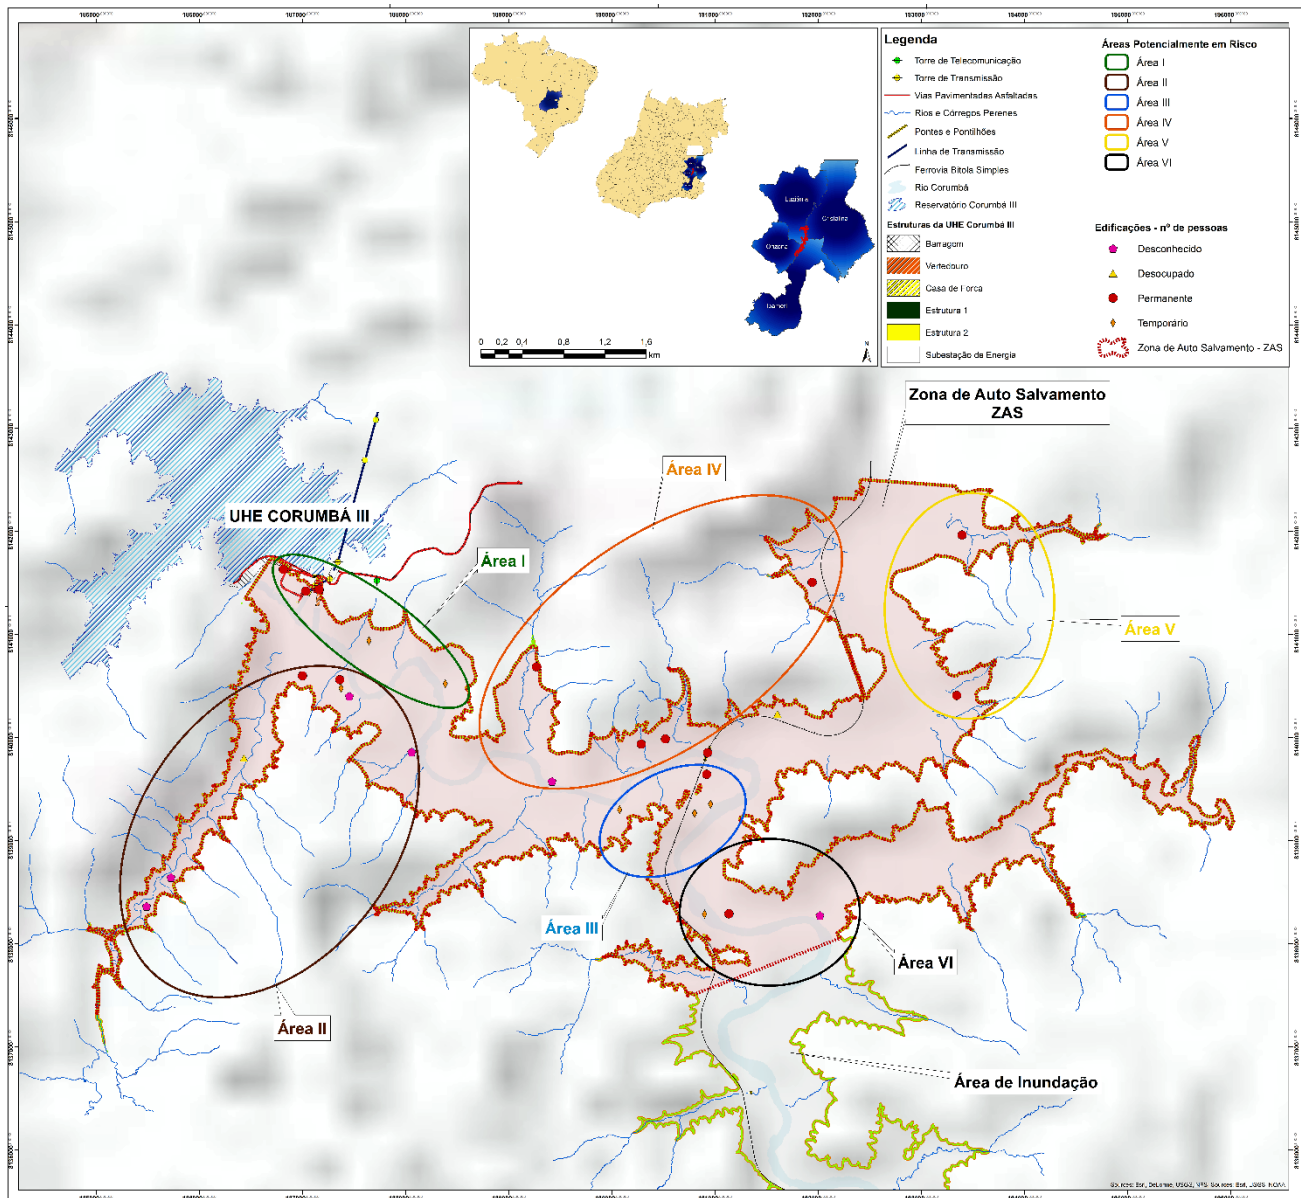 Legenda
Torre de Telecomunicação
Torre de Transmissão
Vias Pavimentadas Asfaltadas
Rios e Córregos Perenes
Pontes e Pontilhões
Linha de Transmissão
Ferrovia Bitola Simples
Rio Corumbá
Reservatório Corumbá III
Estruturas da UHE Corumbá III
Barragem
Vertedouro
Casa de Força
Estrutura 1
Estrutura 2
Subestação de Energia
Áreas Potencialmente em Risco
Área I
Área II
Área III
Área IV
Área V
Área VI
Edificações - nº de pessoas
Desconhecido
Desocupado
Permanente
Temporário
Zona de Auto Salvamento - ZAS
Luziânia
Cristalina
Orizona
Ipameri
0 0,2 0,4 0,8 1,2 1,6
km
N
Zona de Auto Salvamento
ZAS
Área IV
UHE CORUMBÁ III
Área I
Área V
Área III
Área VI
Área II
Área de Inundação